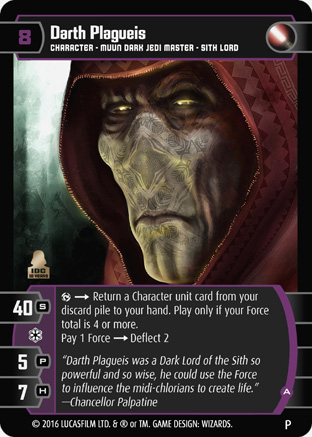 8
Darth Plagueis
CHARACTER - MUUN DARK JEDI MASTER - SITH LORD
IDC
10 YEARS
40 S
→ Return a Character unit card from your
discard pile to your hand. Play only if your Force
total is 4 or more.
Pay 1 Force → Deflect 2
5 P
7 H
"Darth Plagueis was a Dark Lord of the Sith so
powerful and so wise, he could use the Force
to influence the midi-chlorians to create life."
—Chancellor Palpatine
A
© 2016 LUCASFILM LTD. & ® or TM. GAME DESIGN: WIZARDS.
P